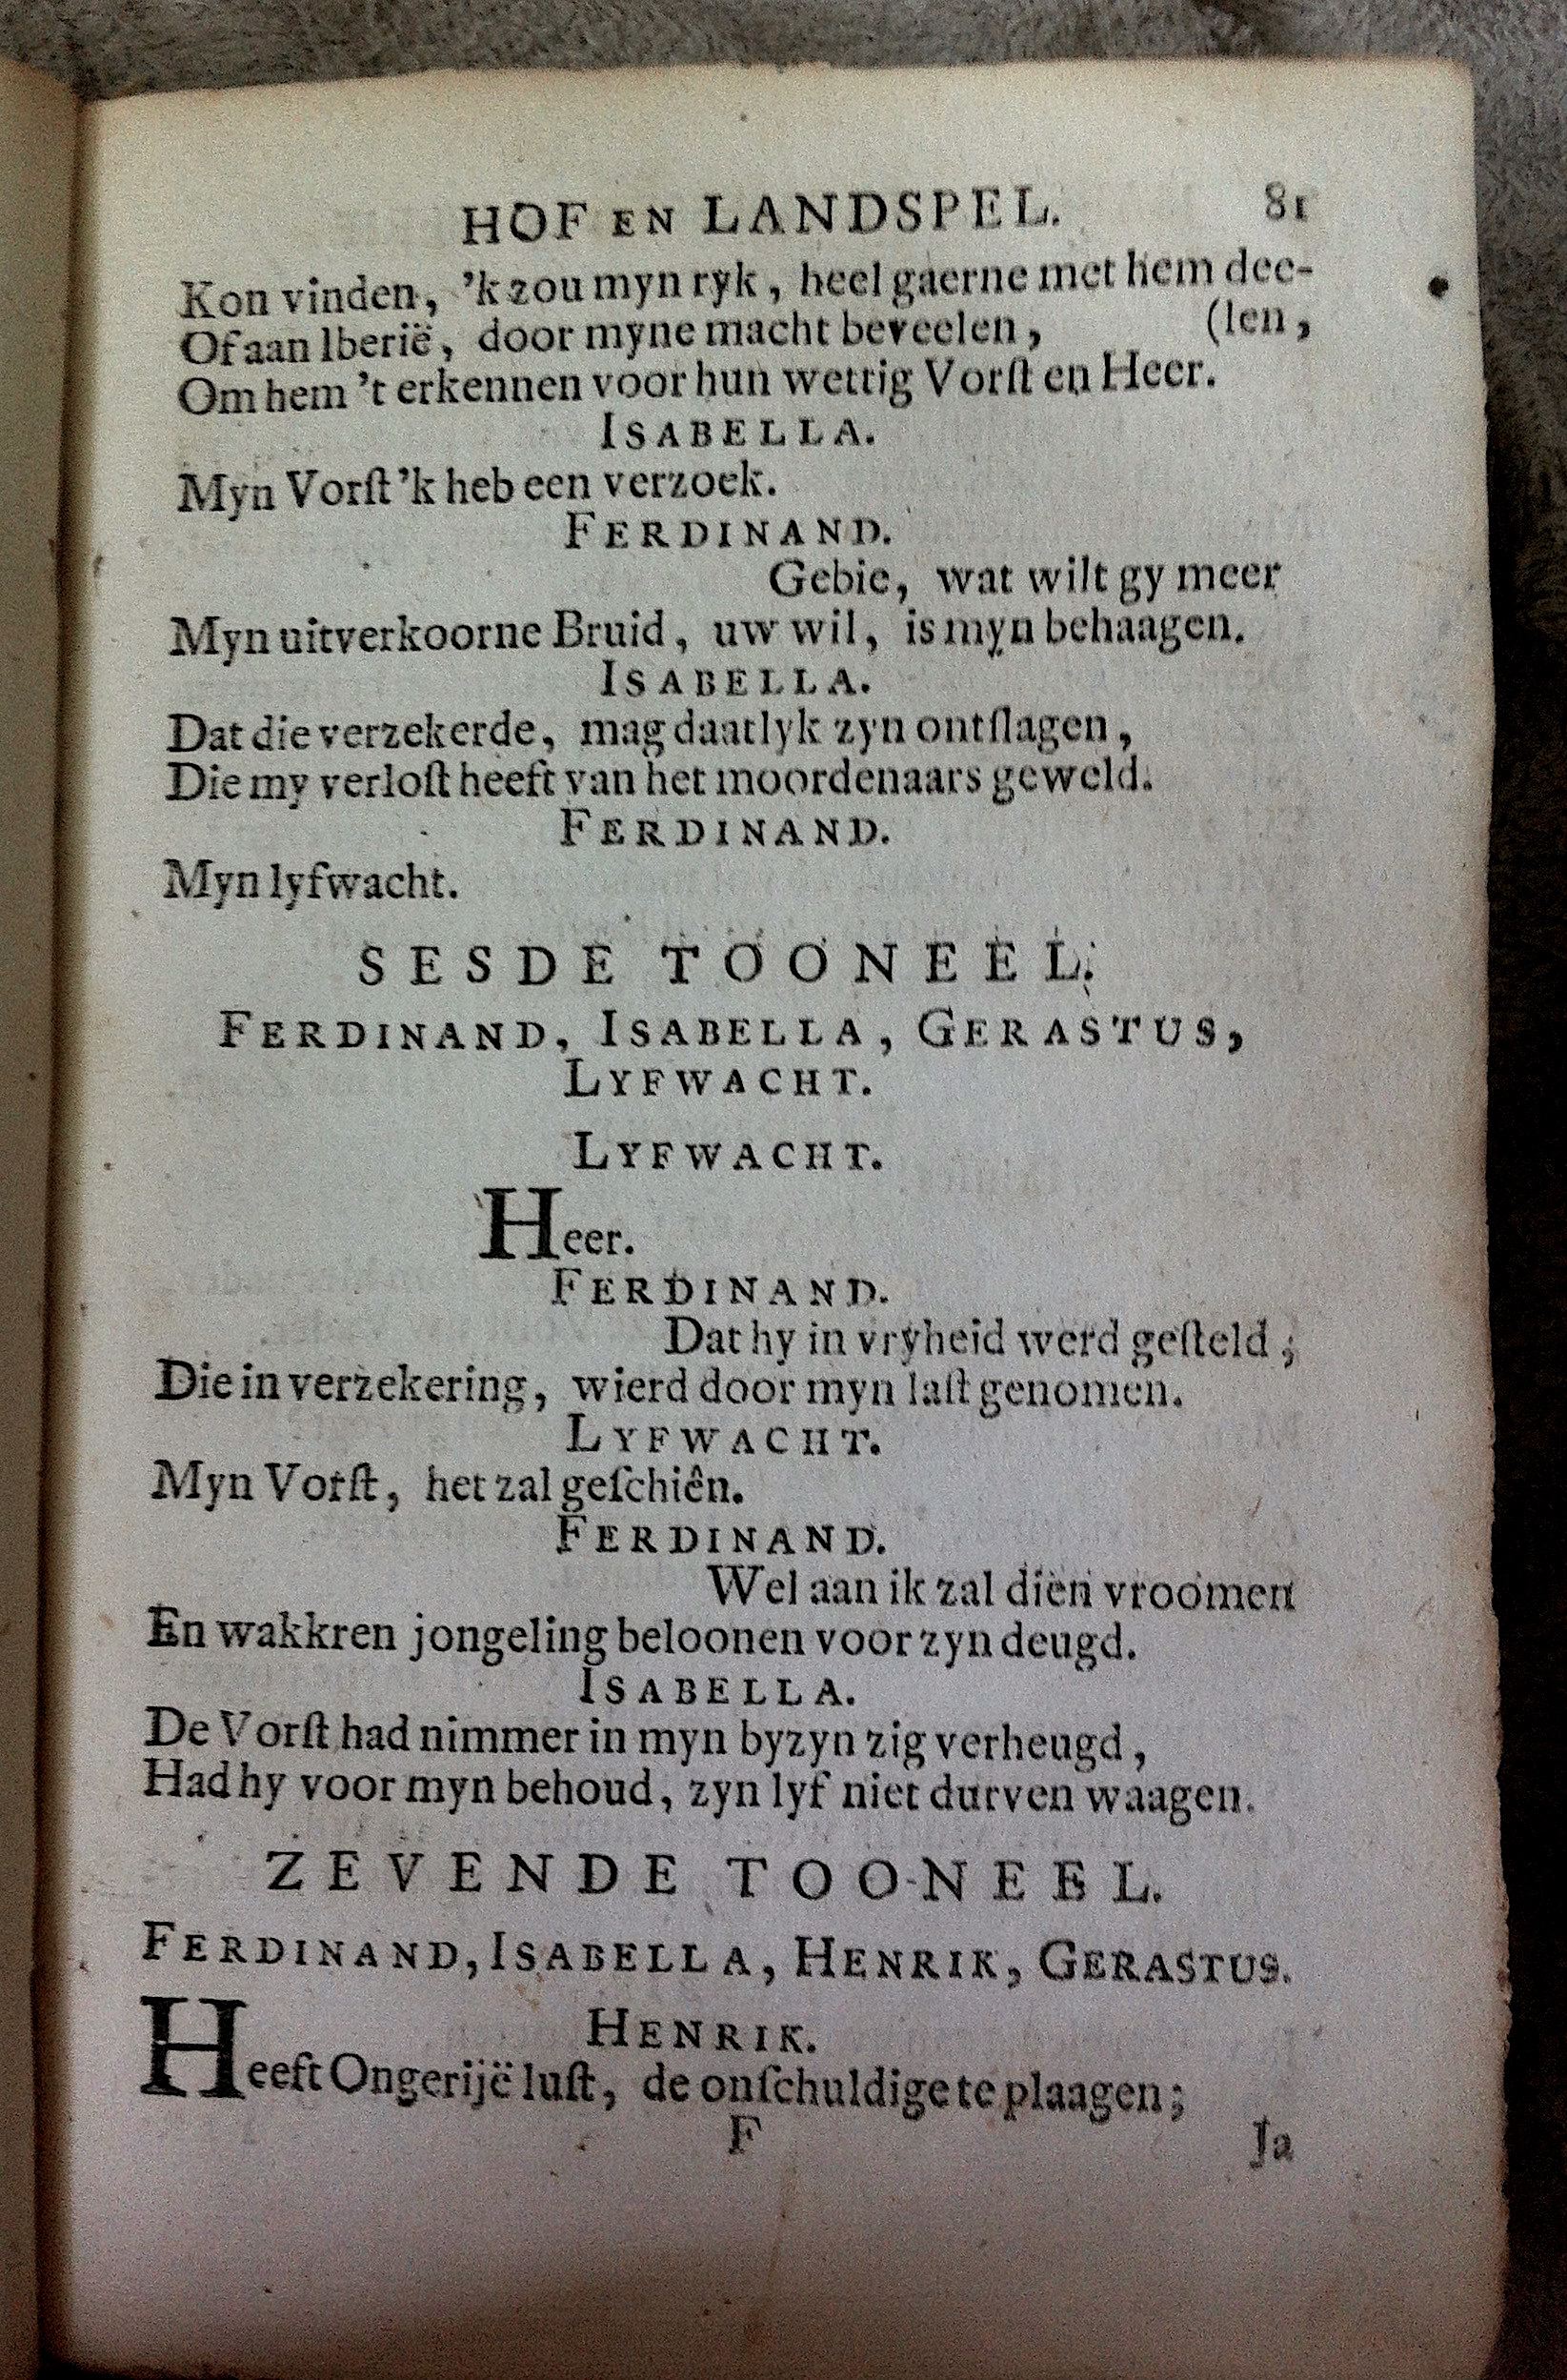 HOF EN LANDSPEL. 81
Kon vinden, 'k zou myn ryk, heel gaerne met hem dee-
Of aan Iberië, door myne macht beveelen, (len,
Om hem 't erkennen voor hun wettig Vorſt en Heer.
ISABELLA.
Myn Vorſt 'k heb een verzoek.
FERDINAND.
Gebie, wat wilt gy meer
Myn uitverkoorne Bruid, uw wil, is myn behaagen.
ISABELLA.
Dat die verzekerde, mag daatlyk zyn ontſlagen,
Die my verloſt heeft van het moordenaars geweld.
FERDINAND.
Myn lyfwacht.
SESDE TOONEEL.
FERDINAND, ISABELLA, GERASTUS,
LYFWACHT.
LYFWACHT.
Heer.
FERDINAND.
Dat hy in vryheid werd geſteld;
Die in verzekering, wierd door myn laſt genomen.
LYFWACHT.
Myn Vorſt, het zal geſchiên.
FERDINAND.
Wel aan ik zal dien vroomen
En wakkren jongeling beloonen voor zyn deugd.
ISABELLA.
De Vorſt had nimmer in myn byzyn zig verheugd,
Had hy voor myn behoud, zyn lyf niet durven waagen.
ZEVENDE TOONEEL.
FERDINAND, ISABELLA, HENRIK, GERASTUS.
HENRIK.
Heeft Ongerijë luſt, de onſchuldige te plaagen;
F Ja